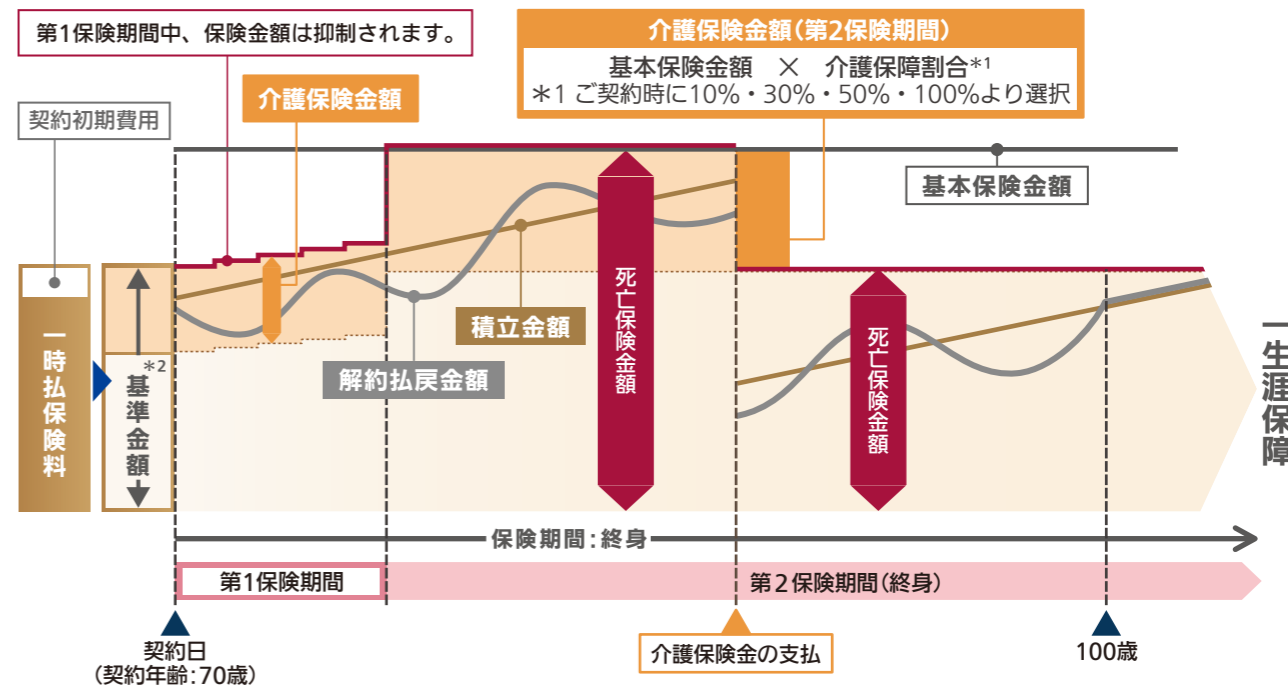 第1保険期間中、保険金額は抑制されます。
介護保険金額(第2保険期間)
基本保険金額 × 介護保障割合*1
*1 ご契約時に10%・30%・50%・100%より選択
介護保険金額
契約初期費用
基本保険金額
一時払保険料
*2
基準金額
積立金額
解約払戻金額
死亡保険金額
死亡保険金額
一生涯保障
保険期間:終身
第1保険期間
第2保険期間(終身)
契約日
(契約年齢:70歳)
介護保険金の支払
100歳